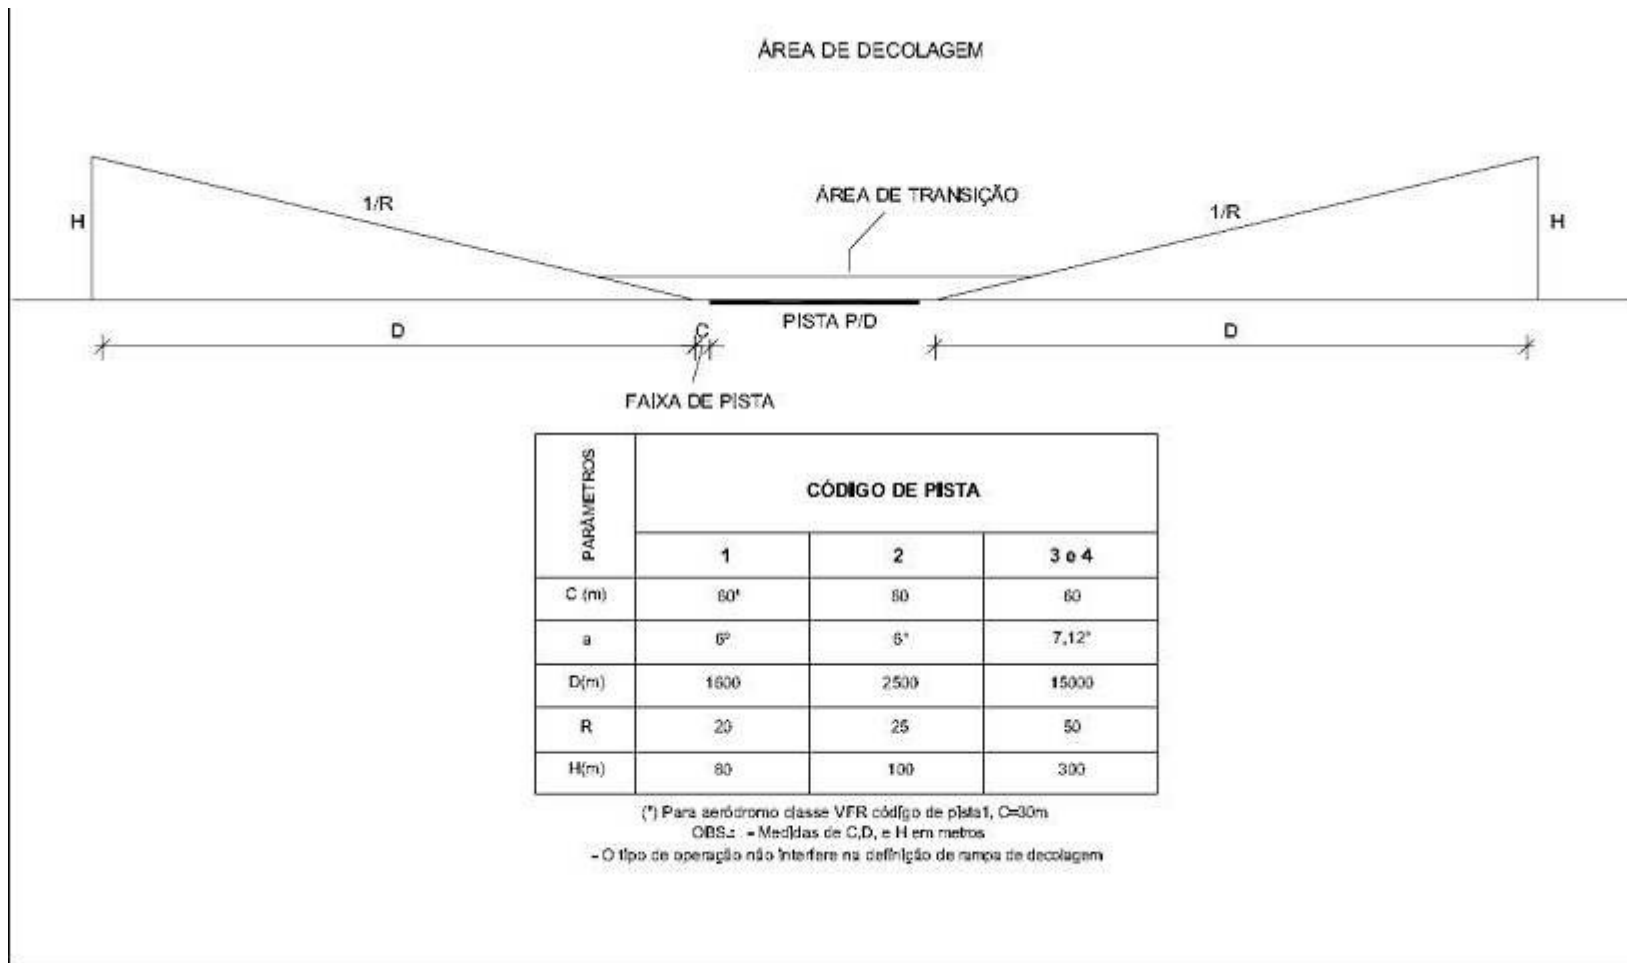 ÁREA DE DECOLAGEM
1/R
ÁREA DE TRANSIÇÃO
1/R
H
H
D
C
PISTA P/D
D
FAIXA DE PISTA
PARÂMETROS
CÓDIGO DE PISTA
1 2 3 e 4
C (m) 60* 60 60
a 6º 6° 7,12°
D(m) 1600 2500 15000
R 20 25 50
H(m) 80 100 300
(*) Para aeródromo classe VFR código de pista1, C=30m
OBS.: - Medidas de C,D, e H em metros
- O tipo de operação não interfere na definição de rampa de decolagem